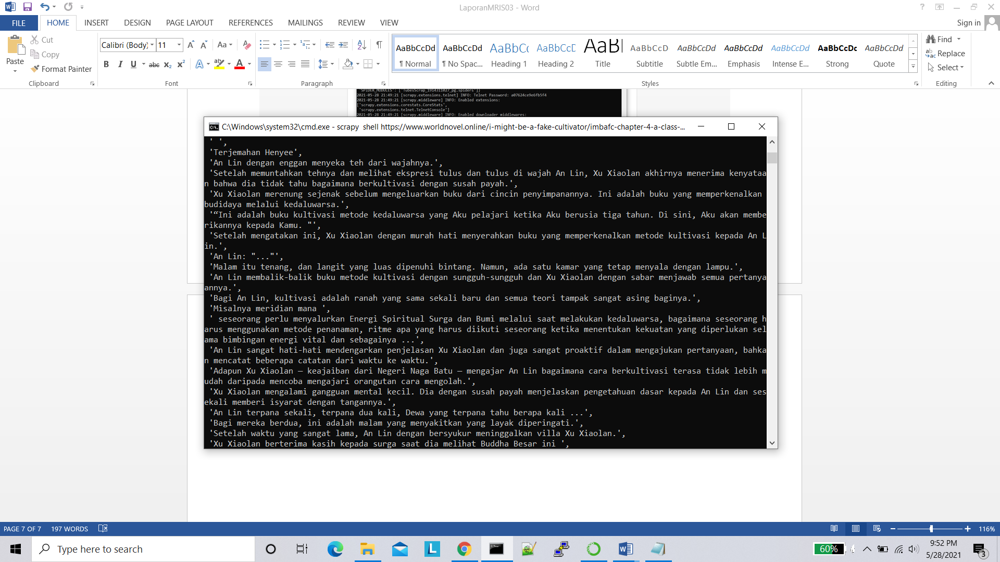 LaporanMRIS03 - Word
FILE HOME INSERT DESIGN PAGE LAYOUT REFERENCES MAILINGS REVIEW VIEW Sign in
Paste
Cut
Copy
Format Painter
Clipboard
Calibri (Body) 11
Aa
B I U abc x₂ x²
Font
Paragraph
AaBbCcDd AaBbCcDd AaBbC AaBbCcD AaB AaBbCcD AaBbCcDd AaBbCcDd AaBbCcDd AaBbCcDc AaBbCcDd
¶ Normal ¶ No Spac... Heading 1 Heading 2 Title Subtitle Subtle Em... Emphasis Intense E... Strong Quote
Styles
Find
Replace
Select
Editing
'SPIDER_MODULES': ['TubesScrap_1914311027_pg.spiders']}
2021-05-28 21:49:21 [scrapy.extensions.telnet] INFO: Telnet Password: a07624ce9e6fb5f4
2021-05-28 21:49:21 [scrapy.middleware] INFO: Enabled extensions:
['scrapy.extensions.corestats.CoreStats',
'scrapy.extensions.telnet.TelnetConsole']
2021-05-28 21:49:21 [scrapy.middleware] INFO: Enabled downloader middlewares:
C:\Windows\system32\cmd.exe - scrapy  shell https://www.worldnovel.online/i-might-be-a-fake-cultivator/imbafc-chapter-4-a-class-...
' ',
'Terjemahan Henyee',
'An Lin dengan enggan menyeka teh dari wajahnya.',
'Setelah memuntahkan tehnya dan melihat ekspresi tulus dan tulus di wajah An Lin, Xu Xiaolan akhirnya menerima kenyataa
n bahwa dia tidak tahu bagaimana berkultivasi dengan susah payah.',
'Xu Xiaolan merenung sejenak sebelum mengeluarkan buku dari cincin penyimpanannya. Ini adalah buku yang memperkenalkan
budidaya melalui kedaluwarsa.',
'“Ini adalah buku kultivasi metode kedaluwarsa yang Aku pelajari ketika Aku berusia tiga tahun. Di sini, Aku akan membe
rikannya kepada Kamu. "',
'Setelah mengatakan ini, Xu Xiaolan dengan murah hati menyerahkan buku yang memperkenalkan metode kultivasi kepada An L
in.',
'An Lin: "..."',
'Malam itu tenang, dan langit yang luas dipenuhi bintang. Namun, ada satu kamar yang tetap menyala dengan lampu.',
'An Lin membalik-balik buku metode kultivasi dengan sungguh-sungguh dan Xu Xiaolan dengan sabar menjawab semua pertanya
annya.',
'Bagi An Lin, kultivasi adalah ranah yang sama sekali baru dan semua teori tampak sangat asing baginya.',
'Misalnya meridian mana ',
' seseorang perlu menyalurkan Energi Spiritual Surga dan Bumi melalui saat melakukan kedaluwarsa, bagaimana seseorang h
arus menggunakan metode penanaman, ritme apa yang harus diikuti seseorang ketika menentukan kekuatan yang diperlukan sel
ama bimbingan energi vital dan sebagainya ...',
'An Lin sangat hati-hati mendengarkan penjelasan Xu Xiaolan dan juga sangat proaktif dalam mengajukan pertanyaan, bahka
n mencatat beberapa catatan dari waktu ke waktu.',
'Adapun Xu Xiaolan — keajaiban dari Negeri Naga Batu — mengajar An Lin bagaimana cara berkultivasi terasa tidak lebih m
udah daripada mencoba mengajari orangutan cara mengolah.',
'Xu Xiaolan mengalami gangguan mental kecil. Dia dengan susah payah menjelaskan pengetahuan dasar kepada An Lin dan ses
ekali memberi isyarat dengan tangannya.',
'An Lin terpana sekali, terpana dua kali, Dewa yang terpana tahu berapa kali ...',
'Bagi mereka berdua, ini adalah malam yang menyakitkan yang layak diperingati.',
'Setelah waktu yang sangat lama, An Lin dengan bersyukur meninggalkan villa Xu Xiaolan.',
'Xu Xiaolan berterima kasih kepada surga saat dia melihat Buddha Besar ini ',
PAGE 7 OF 7 197 WORDS 116%
Type here to search
60%
9:52 PM
5/28/2021
3